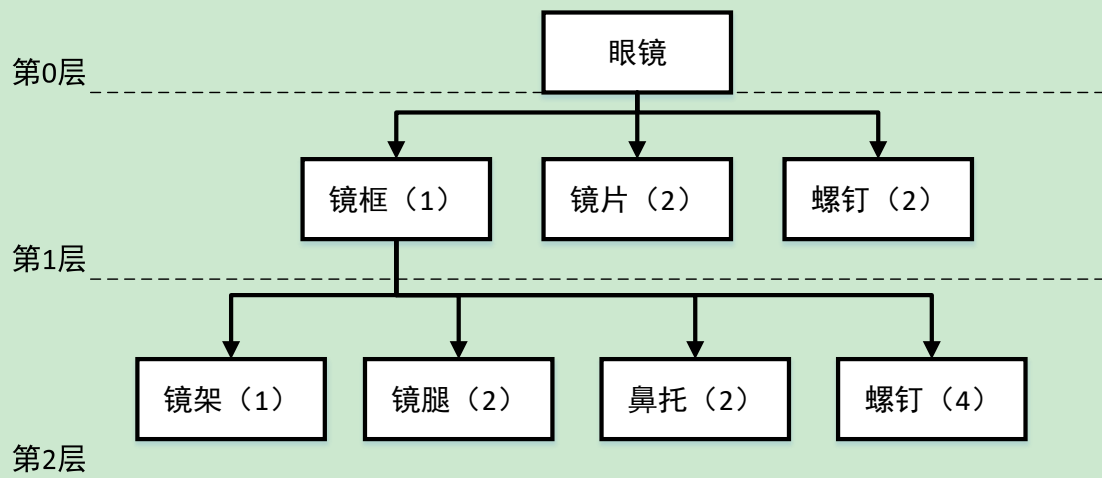 眼镜
第0层
镜框（1）
镜片（2）
螺钉（2）
第1层
镜架（1）
镜腿（2）
鼻托（2）
螺钉（4）
第2层